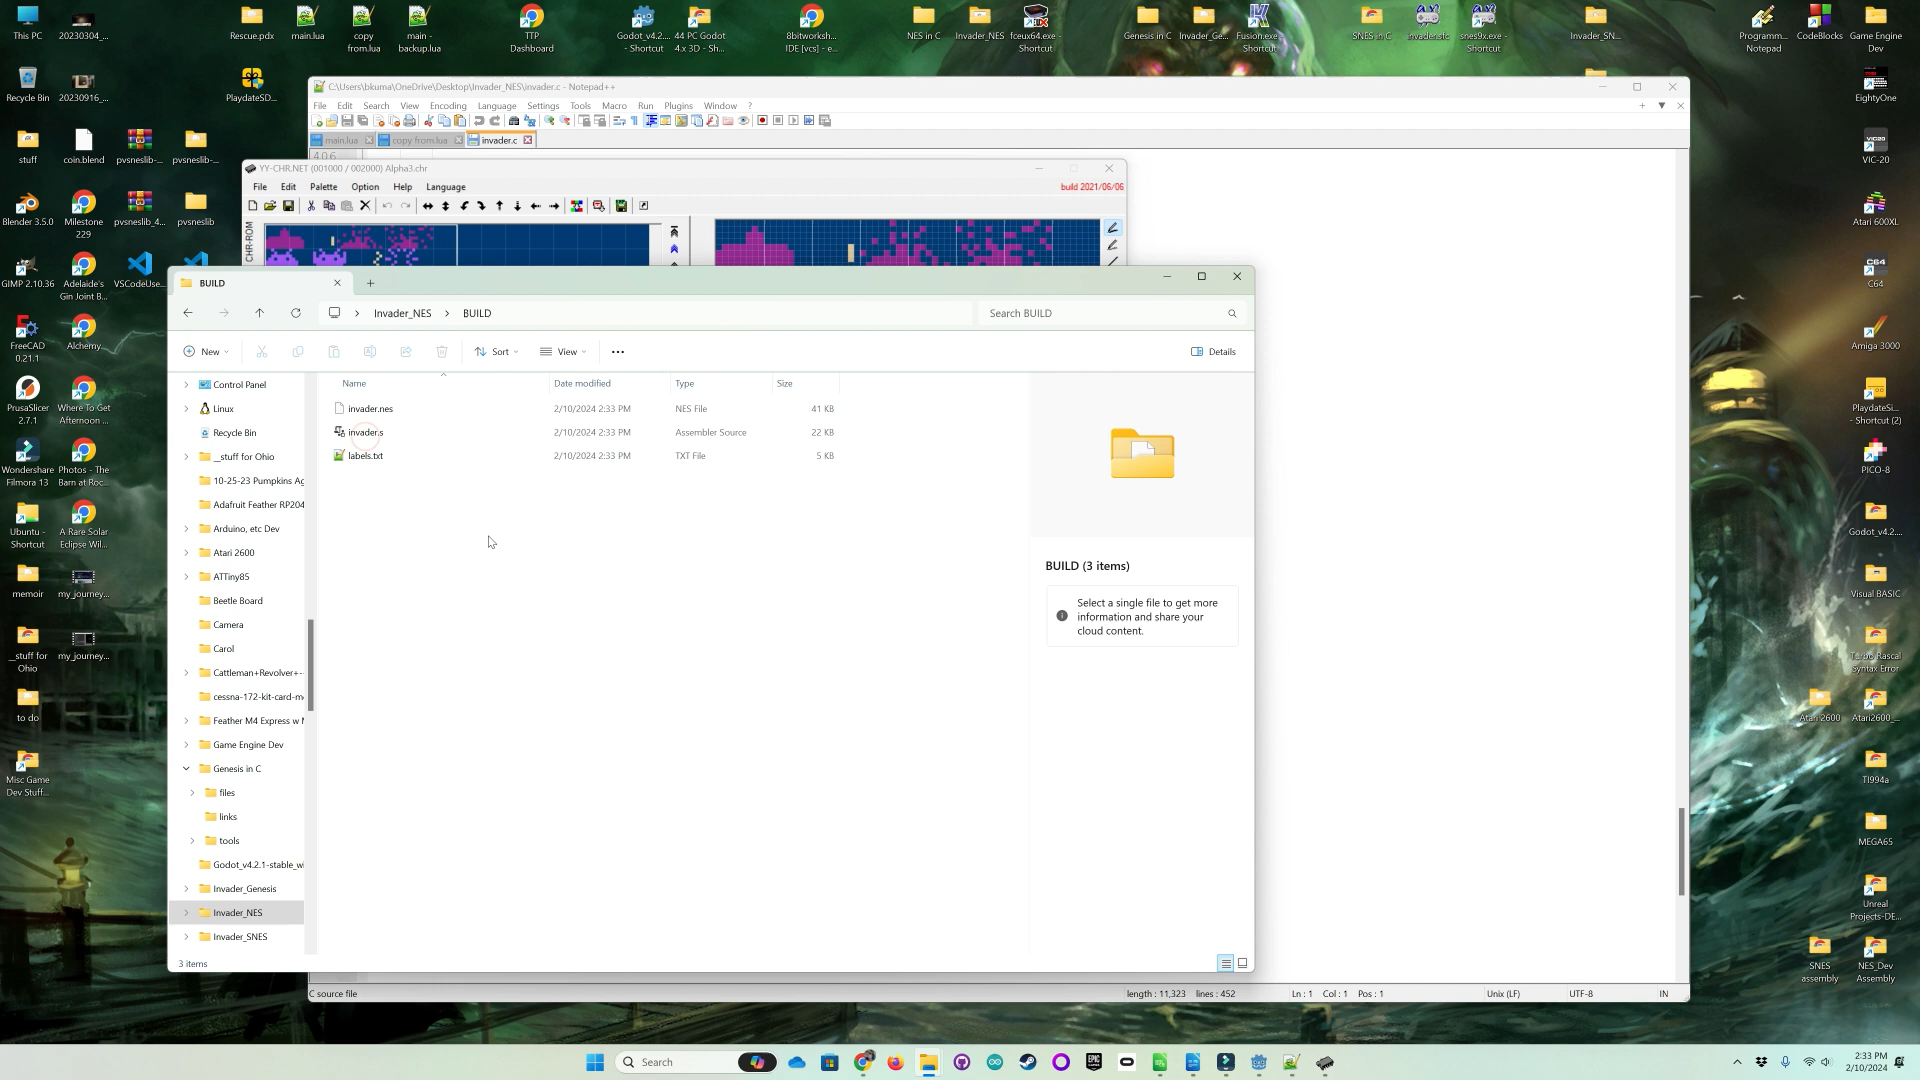 This PC
20230304_...
Rescue.pdx
main.lua
copy
from.lua
main -
backup.lua
TTP
Dashboard
Godot_v4.2....
- Shortcut
44 PC Godot
4.x 3D - Sh...
8bitworksh...
IDE [vcs] - e...
NES in C
Invader_NES
fceux64.exe -
Shortcut
Genesis in C
Invader_Ge...
Fusion.exe -
Shortcut
SNES in C
invader.sfc
snes9x.exe -
Shortcut
Invader_SN...
Programm...
Notepad
CodeBlocks
Game Engine
Dev
Recycle Bin
20230916_...
PlaydateSD...
EightyOne
stuff
coin.blend
pvsneslib-...
pvsneslib-...
VIC-20
Blender 3.5.0
Milestone
229
pvsneslib_4...
pvsneslib
Atari 600XL
GIMP 2.10.36
Adelaide's
Gin Joint B...
VSCodeUse...
C64
C64
FreeCAD
0.21.1
Alchemy
Amiga 3000
PrusaSlicer
2.7.1
Where To Get
Afternoon ...
PlaydateSi...
- Shortcut (2)
Wondershare
Filmora 13
Photos - The
Barn at Roc...
PICO-8
Ubuntu -
Shortcut
A Rare Solar
Eclipse Wil...
Godot_v4.2....
memoir
my_journey...
Visual BASIC
__stuff for
Ohio
my_journey...
Turbo Rascal
Syntax Error
to do
Atari 2600
Atari2600_...
Misc Game
Dev Stuff...
TI994a
MEGA65
Unreal
Projects-DE...
SNES
assembly
NES_Dev
Assembly
C:\Users\bkuma\OneDrive\Desktop\Invader_NES\invader.c - Notepad++
File Edit Search View Encoding Language Settings Tools Macro Run Plugins Window ?
main.lua copy from.lua invader.c
406
YY-CHR.NET (001000 / 002000) Alpha3.chr
File Edit Palette Option Help Language
build 2021/06/06
CHR-ROM
BUILD
Invader_NES > BUILD
Search BUILD
New Sort View Details
Name Date modified Type Size
invader.nes 2/10/2024 2:33 PM NES File 41 KB
invader.s 2/10/2024 2:33 PM Assembler Source 22 KB
labels.txt 2/10/2024 2:33 PM TXT File 5 KB
Control Panel
Linux
Recycle Bin
__stuff for Ohio
10-25-23 Pumpkins Ag
Adafruit Feather RP204
Arduino, etc Dev
Atari 2600
ATTiny85
Beetle Board
Camera
Carol
Cattleman+Revolver+-
cessna-172-kit-card-m
Feather M4 Express w
Game Engine Dev
Genesis in C
files
links
tools
Godot_v4.2.1-stable_wi
Invader_Genesis
Invader_NES
Invader_SNES
BUILD (3 items)
Select a single file to get more
information and share your
cloud content.
3 items
C source file length : 11,323 lines : 452 Ln : 1 Col : 1 Pos : 1 Unix (LF) UTF-8 IN
Search
EPIC
2:33 PM
2/10/2024